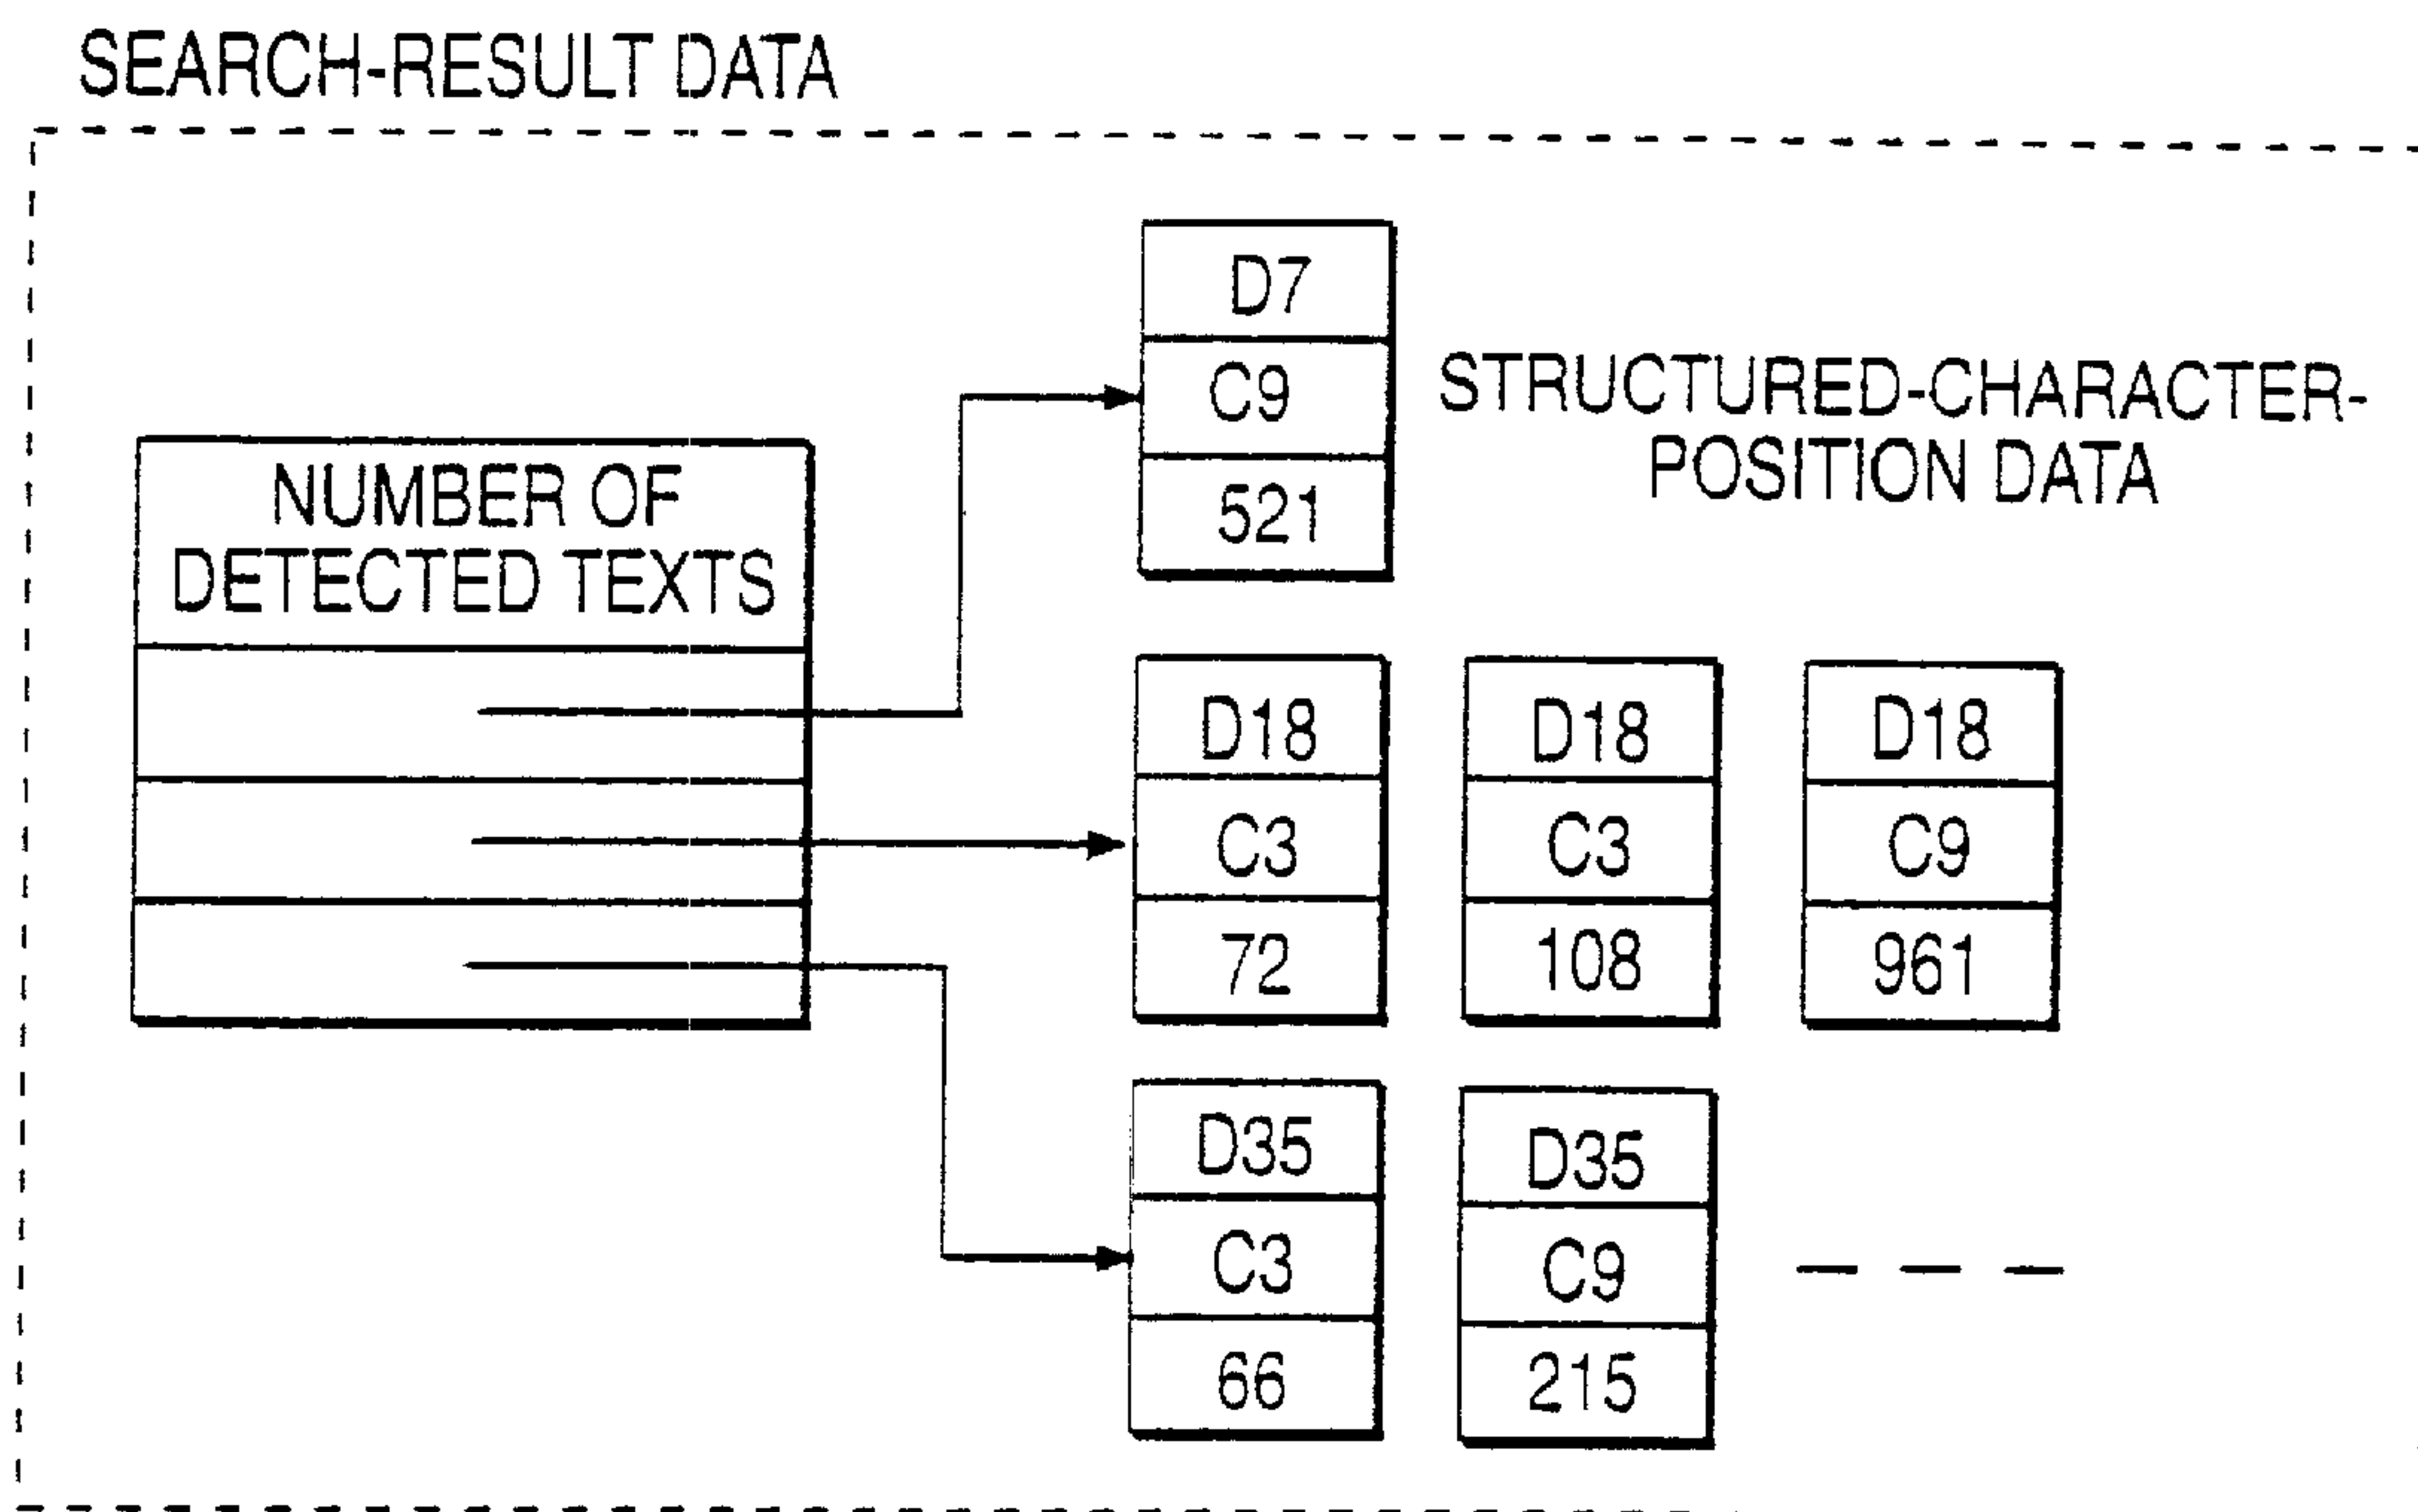 SEARCH-RESULT DATA
NUMBER OF
DETECTED TEXTS
D7
C9
521
STRUCTURED-CHARACTER-
POSITION DATA
D18
C3
72
D18
C3
108
D18
C9
961
D35
C3
66
D35
C9
215